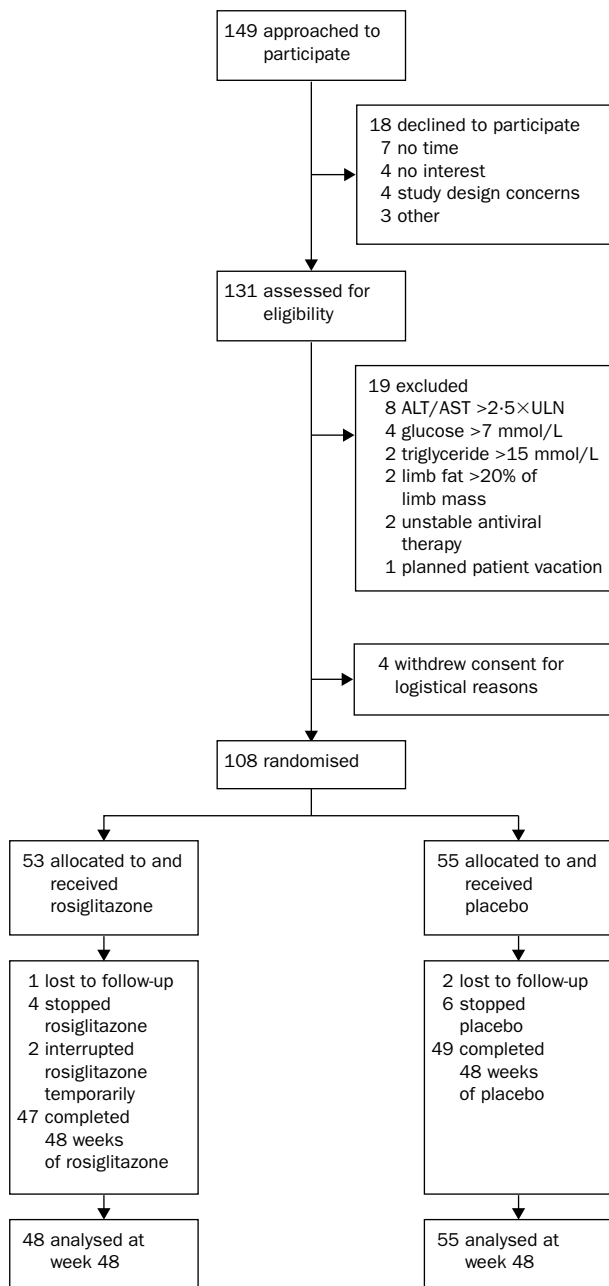 149 approached to
participate
18 declined to participate
7 no time
4 no interest
4 study design concerns
3 other
131 assessed for
eligibility
19 excluded
8 ALT/AST >2·5×ULN
4 glucose >7 mmol/L
2 triglyceride >15 mmol/L
2 limb fat >20% of
limb mass
2 unstable antiviral
therapy
1 planned patient vacation
4 withdrew consent for
logistical reasons
108 randomised
53 allocated to and
received
rosiglitazone
55 allocated to and
received
placebo
1 lost to follow-up
4 stopped
rosiglitazone
2 interrupted
rosiglitazone
temporarily
47 completed
48 weeks
of rosiglitazone
2 lost to follow-up
6 stopped
placebo
49 completed
48 weeks
of placebo
48 analysed at
week 48
55 analysed at
week 48